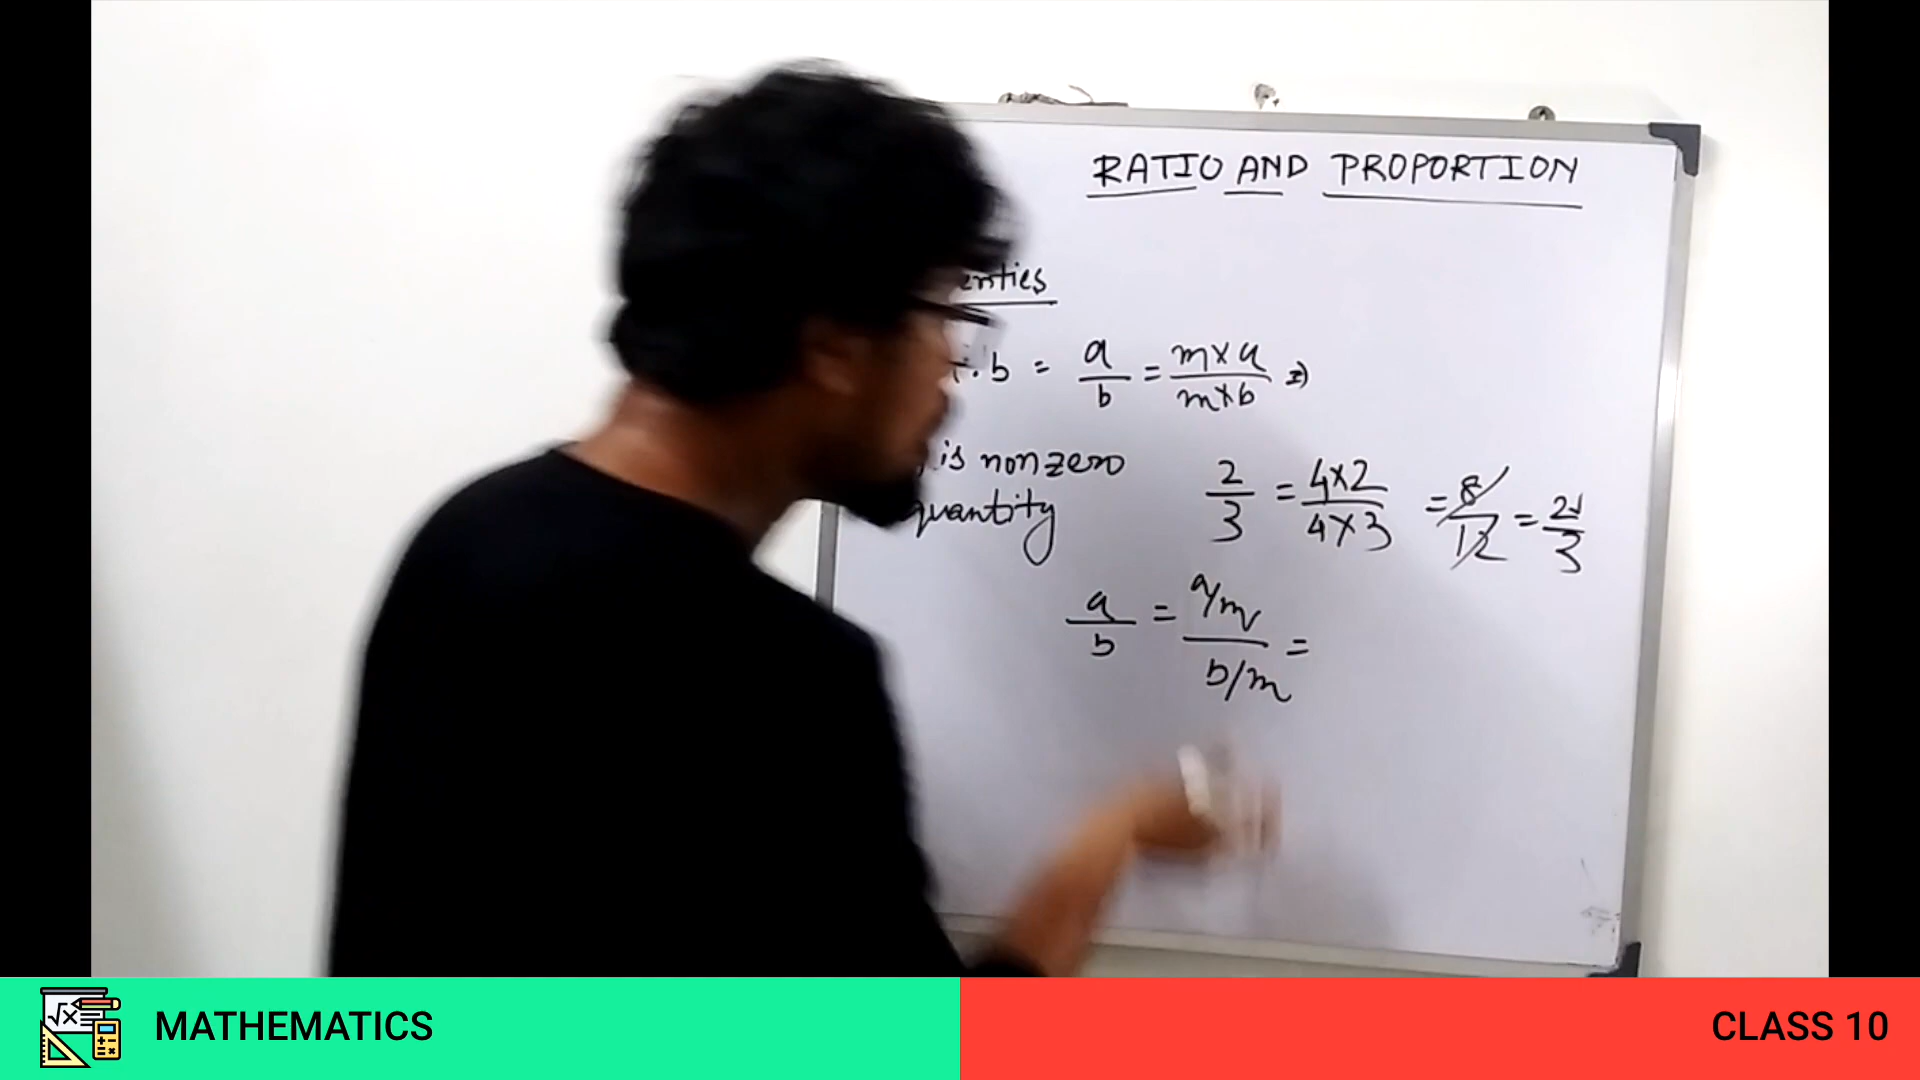 RATIO AND PROPORTION
b = a/b = m×a/m×b ⇒
is nonzero
quantity
2/3 = 4×2/4×3 = 8/12 = 2/3
a/b = a/m/b/m =
√x
MATHEMATICS
CLASS 10